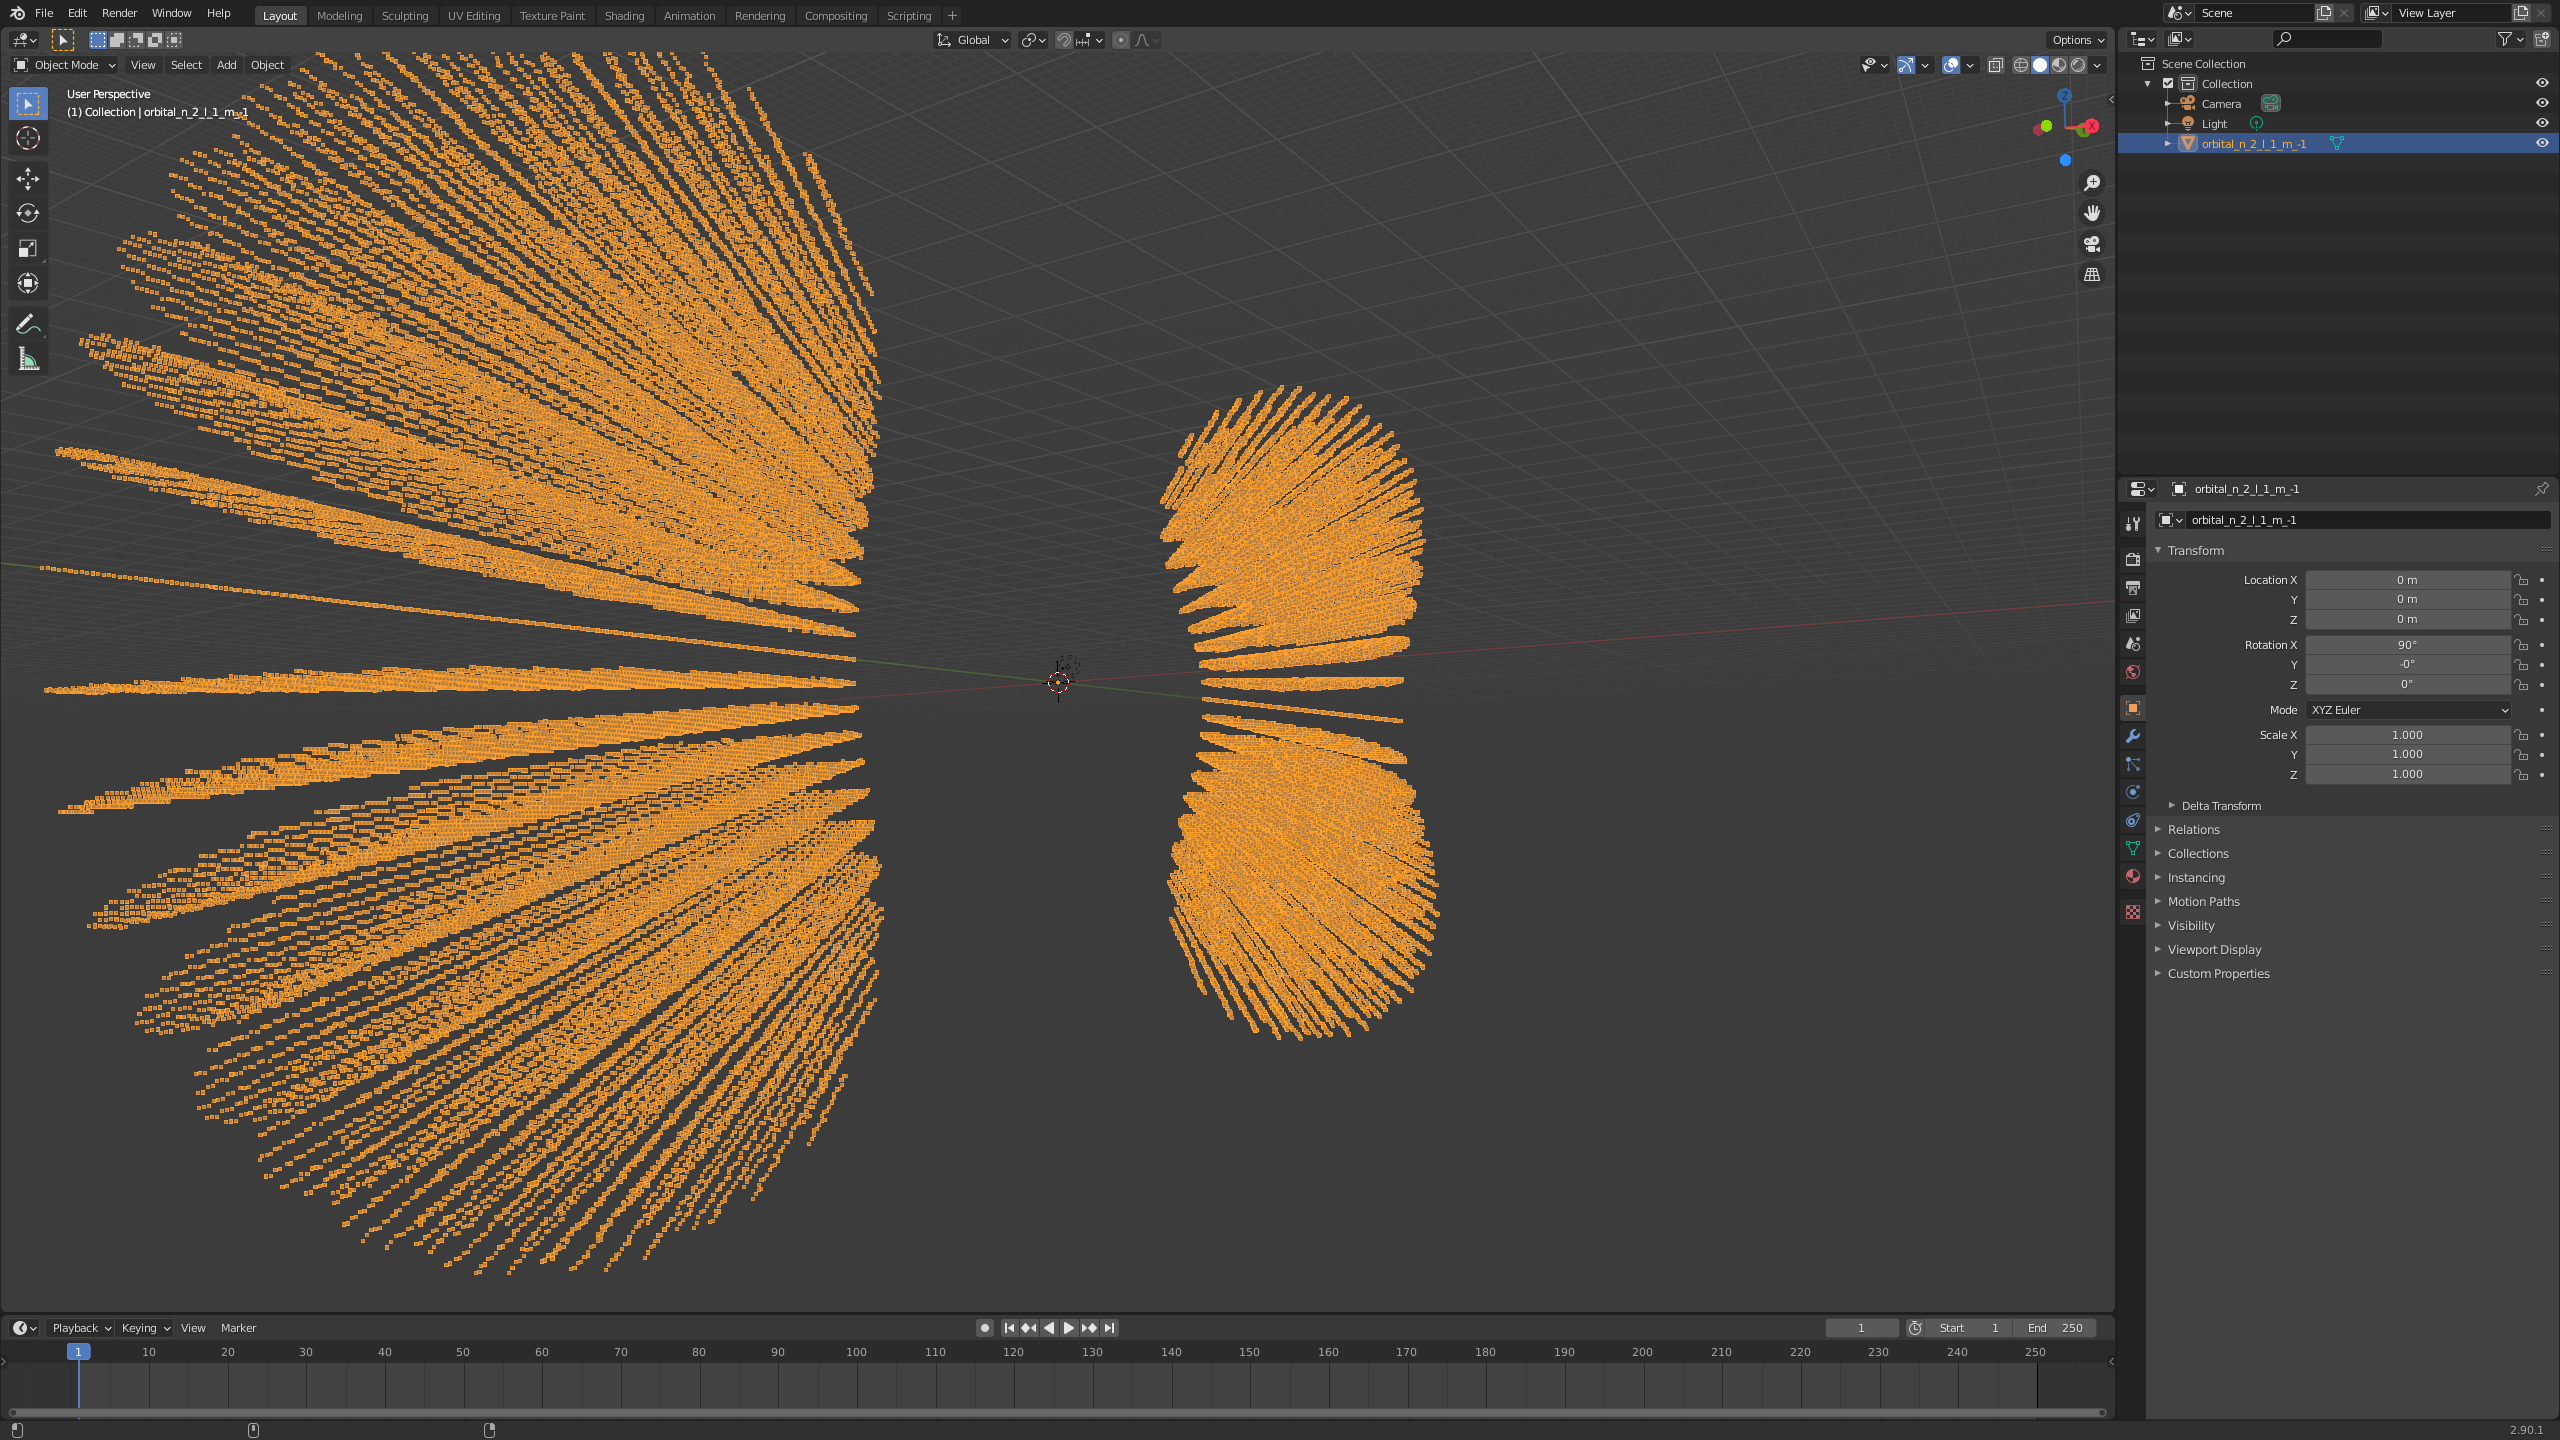 File Edit Render Window Help Layout Modeling Sculpting UV Editing Texture Paint Shading Animation Rendering Compositing Scripting + Scene View Layer
Global Options
Object Mode View Select Add Object
User Perspective
(1) Collection | orbital_n_2_l_1_m_-1
Z
X
Scene Collection
Collection
Camera
Light
orbital_n_2_l_1_m_-1
orbital_n_2_l_1_m_-1
orbital_n_2_l_1_m_-1
Transform
Location X 0 m
Y 0 m
Z 0 m
Rotation X 90°
Y -0°
Z 0°
Mode XYZ Euler
Scale X 1.000
Y 1.000
Z 1.000
Delta Transform
Relations
Collections
Instancing
Motion Paths
Visibility
Viewport Display
Custom Properties
Playback Keying View Marker 1 Start 1 End 250
1 10 20 30 40 50 60 70 80 90 100 110 120 130 140 150 160 170 180 190 200 210 220 230 240 250
2.90.1